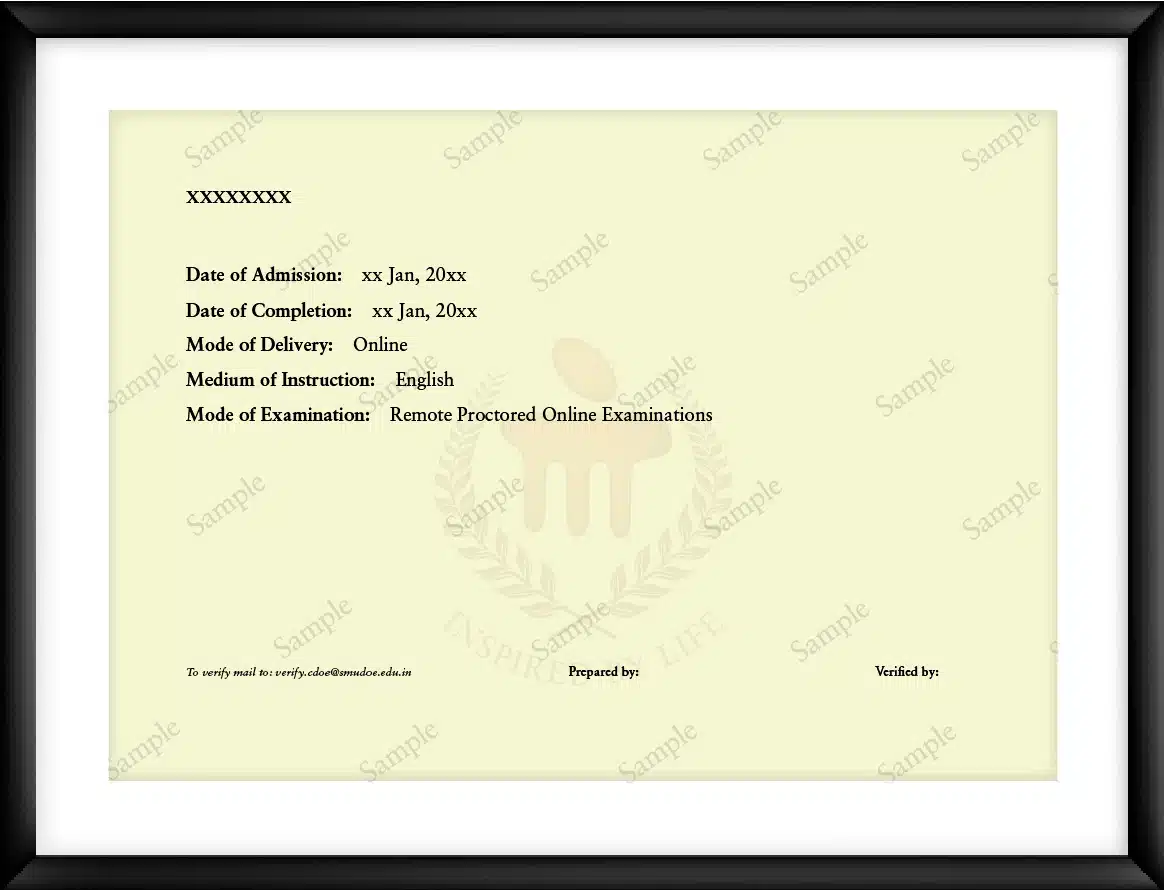 Sample Sample Sample Sample
XXXXXXXX
Sample Sample Sample
Date of Admission: xx Jan, 20xx
Date of Completion: xx Jan, 20xx
Mode of Delivery: Online
Sample Sample Sample Sample
Medium of Instruction: English
Mode of Examination: Remote Proctored Online Examinations
Sample Sample Sample Sample
Sample Sample Sample
INSPIRED BY LIFE
To verify mail to: verify.cdoe@smudoe.edu.in Prepared by: Verified by:
Sample Sample Sample Sample